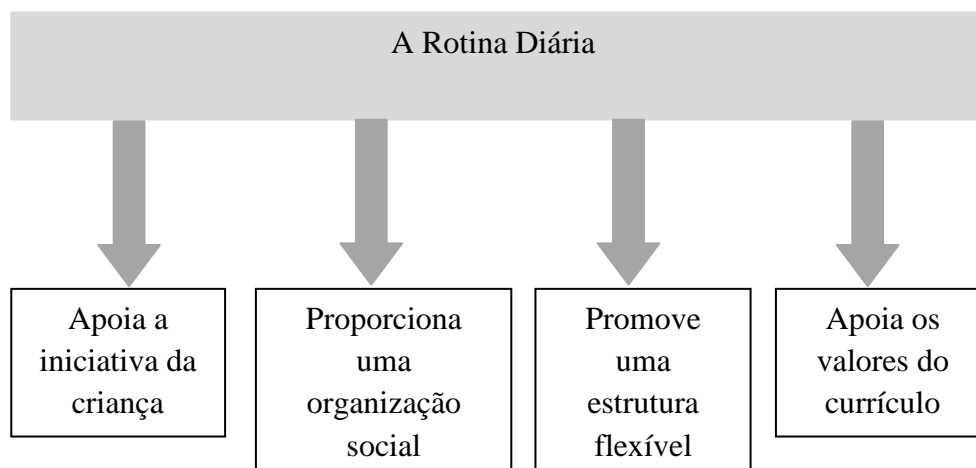 A Rotina Diária
Apoia a
iniciativa da
criança
Proporciona
uma
organização
social
Promove
uma
estrutura
flexível
Apoia os
valores do
currículo